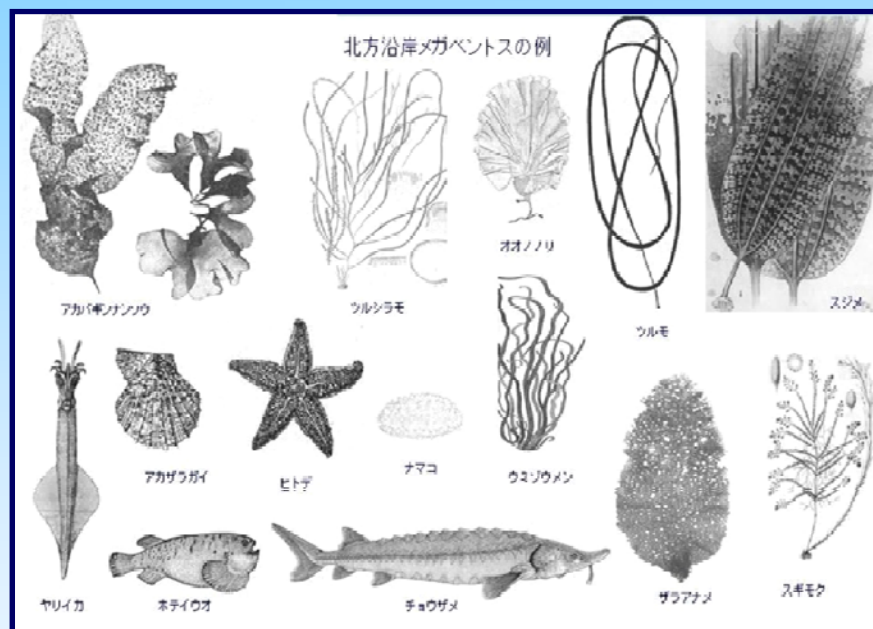 北方沿岸メガベントスの例
アカバギンナンソウ
ツルシラモ
オオノノリ
ツルモ
スジメ
ヤリイカ
アカザラガイ
ヒトデ
ナマコ
ウミゾウメン
ザラアナメ
スギモク
ホテイウオ
チョウザメ